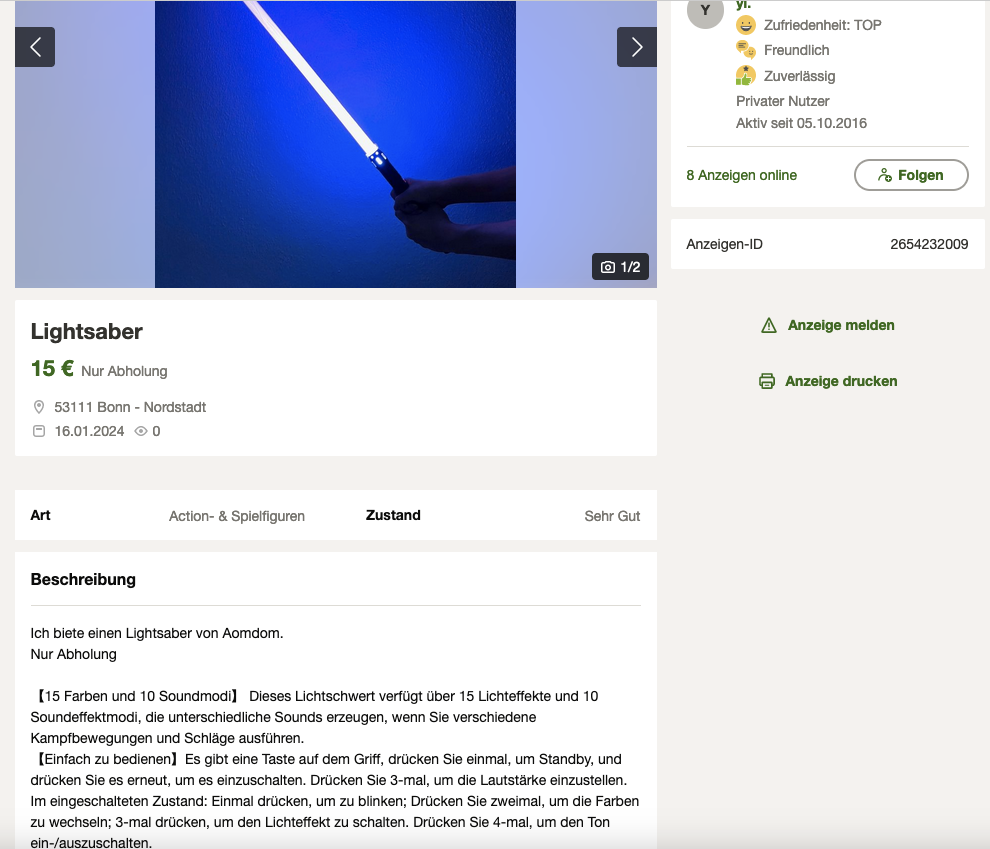 yi.
Y
Zufriedenheit: TOP
Freundlich
Zuverlässig
Privater Nutzer
Aktiv seit 05.10.2016
8 Anzeigen online
Folgen
1/2
Anzeigen-ID 2654232009
Anzeige melden
Anzeige drucken
Lightsaber
15 € Nur Abholung
53111 Bonn - Nordstadt
16.01.2024 0
Art Action- & Spielfiguren Zustand Sehr Gut
Beschreibung
Ich biete einen Lightsaber von Aomdom.
Nur Abholung
【15 Farben und 10 Soundmodi】 Dieses Lichtschwert verfügt über 15 Lichteffekte und 10
Soundeffektmodi, die unterschiedliche Sounds erzeugen, wenn Sie verschiedene
Kampfbewegungen und Schläge ausführen.
【Einfach zu bedienen】Es gibt eine Taste auf dem Griff, drücken Sie einmal, um Standby, und
drücken Sie es erneut, um es einzuschalten. Drücken Sie 3-mal, um die Lautstärke einzustellen.
Im eingeschalteten Zustand: Einmal drücken, um zu blinken; Drücken Sie zweimal, um die Farben
zu wechseln; 3-mal drücken, um den Lichteffekt zu schalten. Drücken Sie 4-mal, um den Ton
ein-/auszuschalten.